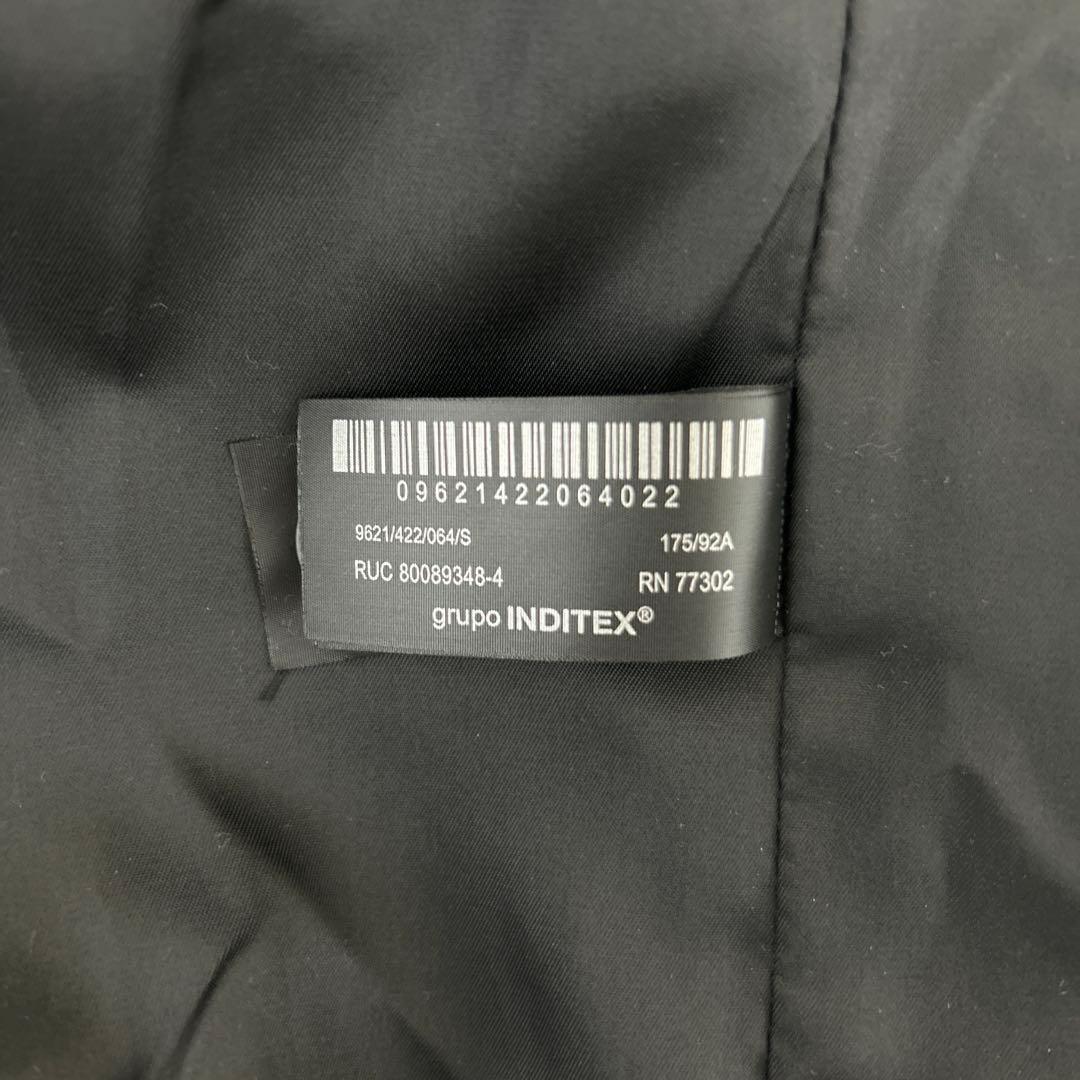 09621422064022
9621/422/064/S 175/92A
RUC 80089348-4 RN 77302
grupo INDITEX®